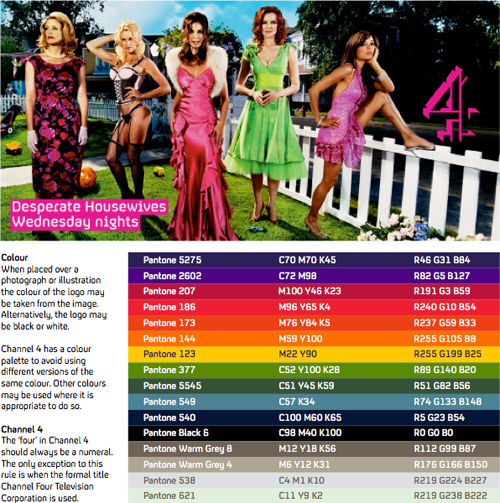 4
Desperate Housewives
Wednesday nights
Colour
When placed over a
photograph or illustration
the colour of the logo may
be taken from the image.
Alternatively, the logo may
be black or white.
Channel 4 has a colour
palette to avoid using
different versions of the
same colour. Other colours
may be used where it is
appropriate to do so.
Channel 4
The ‘four’ in Channel 4
should always be a numeral.
The only exception to this
rule is when the formal title
Channel Four Television
Corporation is used.
Pantone 5275 C70 M70 K45 R46 G31 B84
Pantone 2602 C72 M98 R82 G5 B127
Pantone 207 M100 Y46 K23 R191 G3 B59
Pantone 186 M96 Y65 K4 R240 G10 B54
Pantone 173 M76 Y84 K5 R237 G59 B33
Pantone 144 M59 Y100 R255 G105 B8
Pantone 123 M22 Y90 R255 G199 B25
Pantone 377 C52 Y100 K28 R89 G140 B20
Pantone 5545 C51 Y45 K59 R51 G82 B56
Pantone 549 C57 K34 R74 G133 B148
Pantone 540 C100 M60 K65 R5 G23 B54
Pantone Black 6 C98 M40 K100 R0 G0 B0
Pantone Warm Grey 8 M12 Y18 K56 R112 G99 B87
Pantone Warm Grey 4 M6 Y12 K31 R176 G166 B150
Pantone 538 C4 M1 K10 R219 G224 B227
Pantone 621 C11 Y9 K2 R219 G238 B222